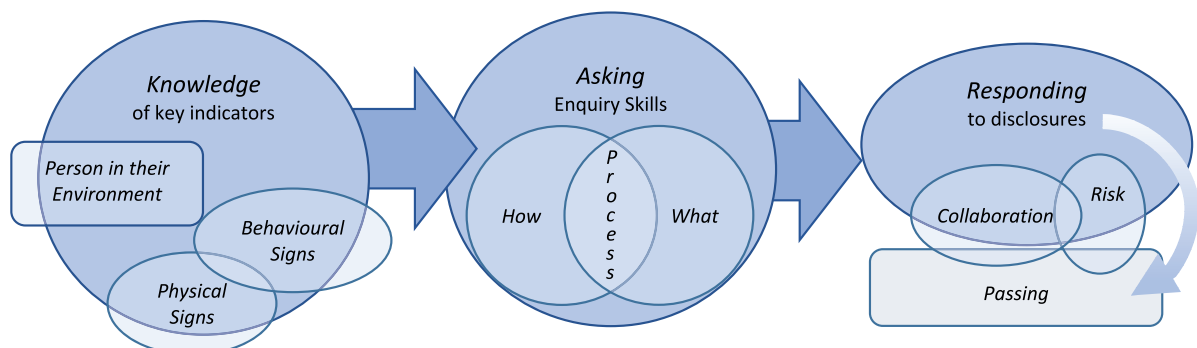 Knowledge
of key indicators
Person in their
Environment
Behavioural
Signs
Physical
Signs
Asking
Enquiry Skills
How
Process
What
Responding
to disclosures
Collaboration
Risk
Passing